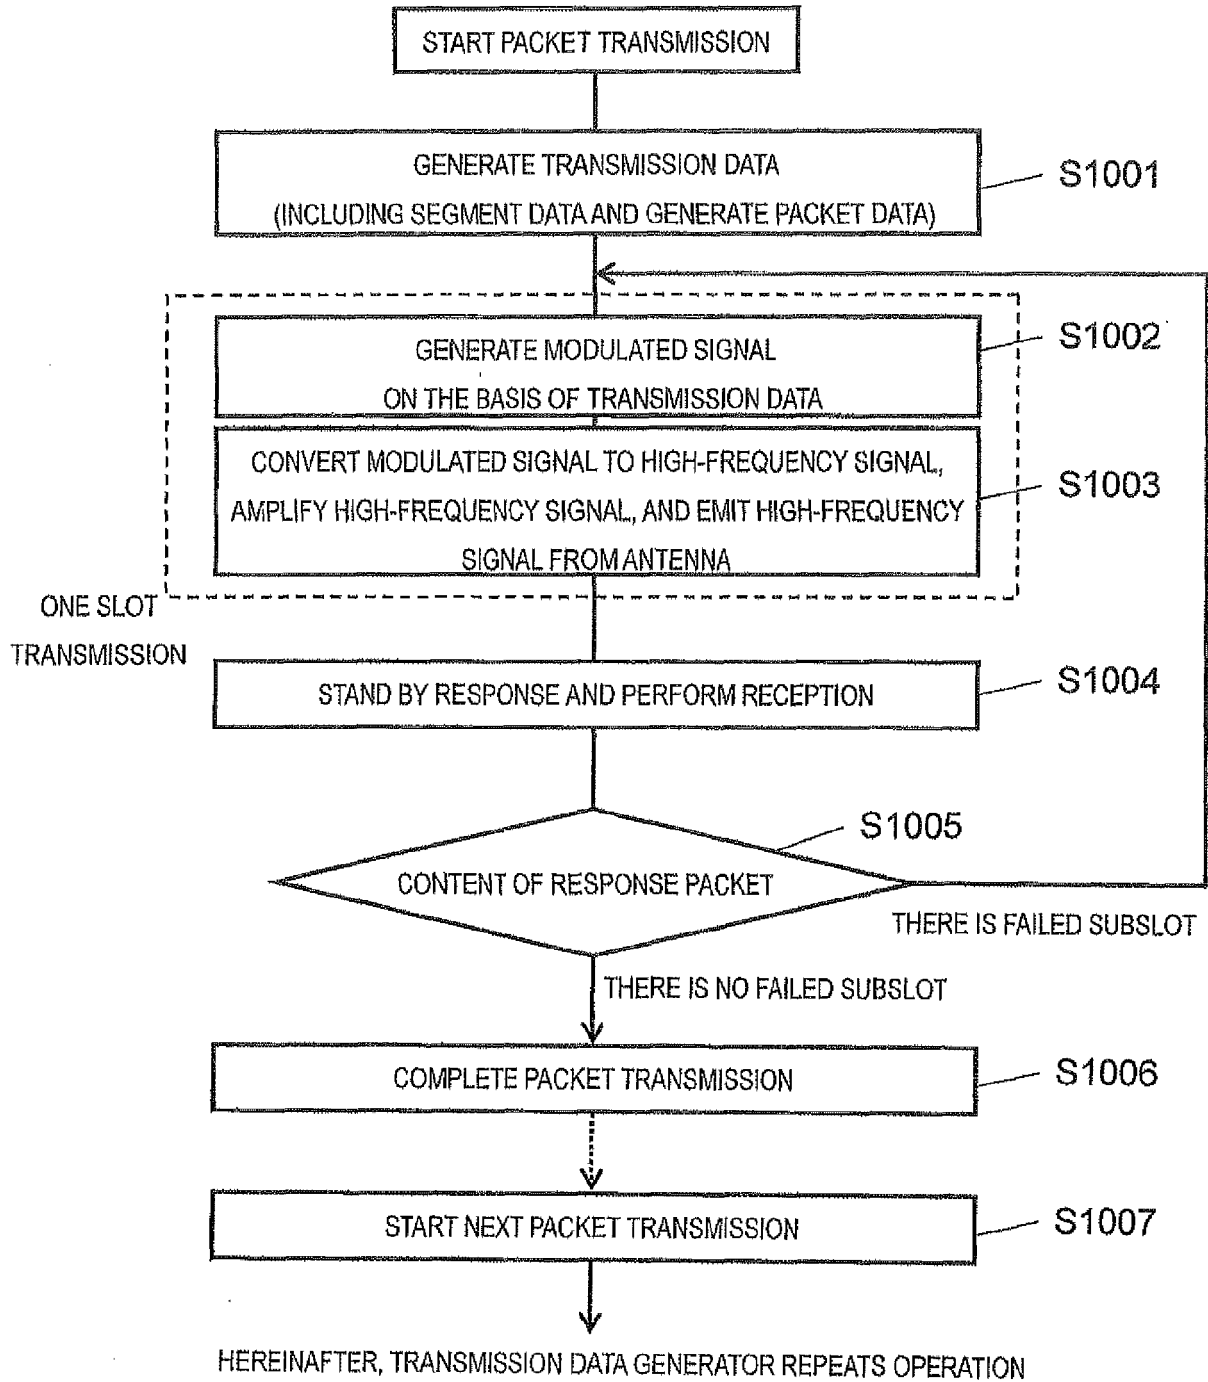 START PACKET TRANSMISSION
GENERATE TRANSMISSION DATA
(INCLUDING SEGMENT DATA AND GENERATE PACKET DATA)
S1001
GENERATE MODULATED SIGNAL
ON THE BASIS OF TRANSMISSION DATA
S1002
CONVERT MODULATED SIGNAL TO HIGH-FREQUENCY SIGNAL,
AMPLIFY HIGH-FREQUENCY SIGNAL, AND EMIT HIGH-FREQUENCY
SIGNAL FROM ANTENNA
S1003
ONE SLOT
TRANSMISSION
STAND BY RESPONSE AND PERFORM RECEPTION
S1004
CONTENT OF RESPONSE PACKET
S1005
THERE IS FAILED SUBSLOT
THERE IS NO FAILED SUBSLOT
COMPLETE PACKET TRANSMISSION
S1006
START NEXT PACKET TRANSMISSION
S1007
HEREINAFTER, TRANSMISSION DATA GENERATOR REPEATS OPERATION